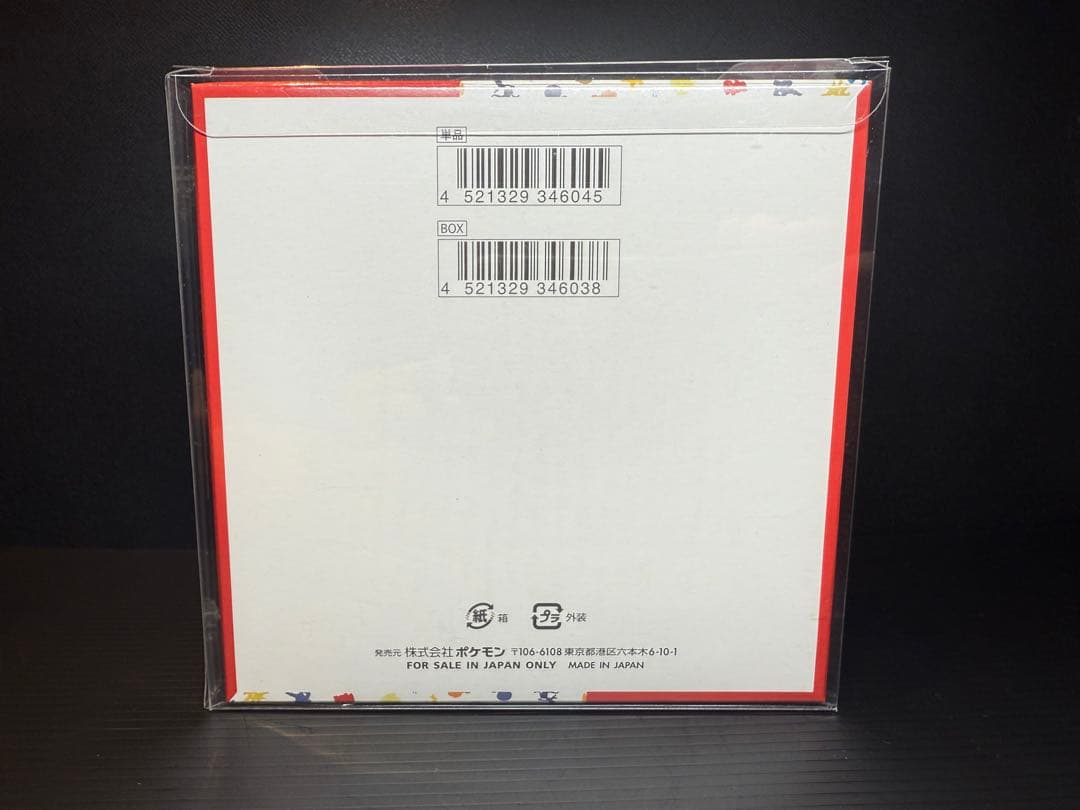 単品
4 521329 346045
BOX
4 521329 346038
紙 箱 プラ 外装
発売元 株式会社ポケモン 〒106-6108 東京都港区六本木6-10-1
FOR SALE IN JAPAN ONLY MADE IN JAPAN